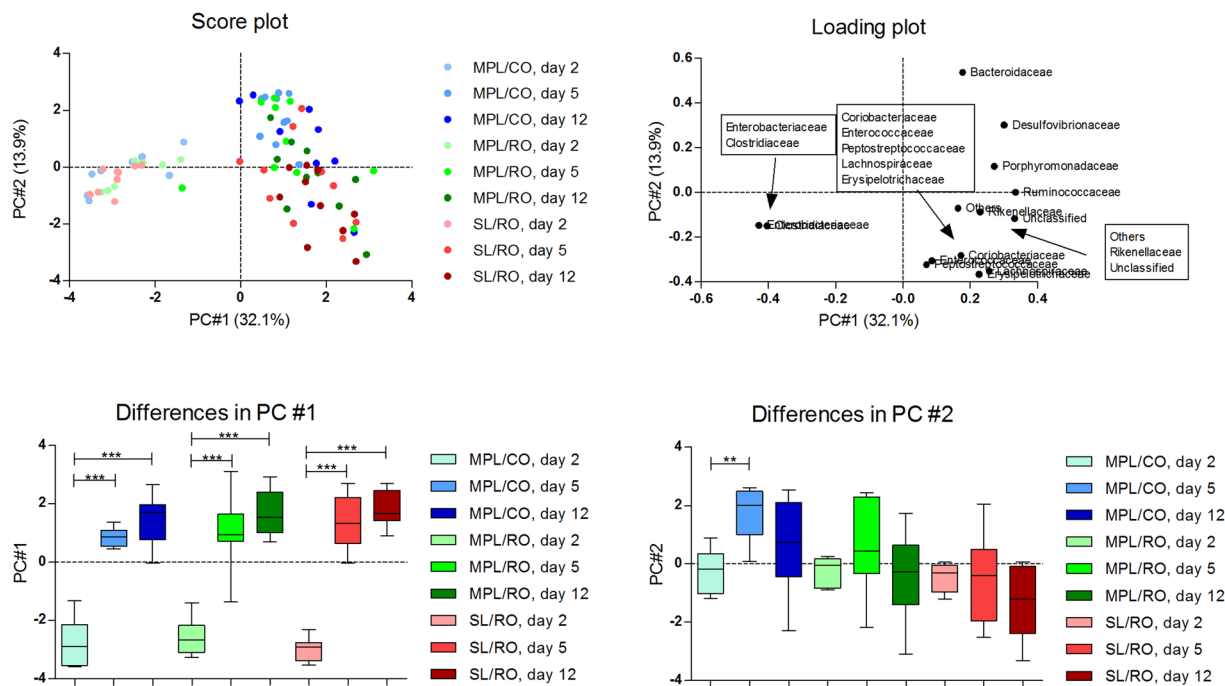 Score plot
4
2
0
-2
-4
-4
-2
0
2
4
PC#2 (13.9%)
PC#1 (32.1%)
MPL/CO, day 2
MPL/CO, day 5
MPL/CO, day 12
MPL/RO, day 2
MPL/RO, day 5
MPL/RO, day 12
SL/RO, day 2
SL/RO, day 5
SL/RO, day 12
Loading plot
0.6
0.4
0.2
0.0
-0.2
-0.4
-0.6
-0.4
-0.2
-0.0
0.2
0.4
PC#2 (13.9%)
PC#1 (32.1%)
Bacteroidaceae
Desulfovibrionaceae
Porphyromonadaceae
Ruminococcaceae
Others
Rikenellaceae
Unclassified
Enterobacteriaceae
Clostridiaceae
Coriobacteriaceae
Enterococcaceae
Peptostreptococcaceae
Lachnospiraceae
Erysipelotrichaceae
Enterobacteriaceae
Clostridiaceae
Coriobacteriaceae
Enterococcaceae
Peptostreptococcaceae
Lachnospiraceae
Erysipelotrichaceae
Others
Rikenellaceae
Unclassified
Differences in PC #1
4
2
0
-2
-4
PC#1
***
***
***
***
***
***
MPL/CO, day 2
MPL/CO, day 5
MPL/CO, day 12
MPL/RO, day 2
MPL/RO, day 5
MPL/RO, day 12
SL/RO, day 2
SL/RO, day 5
SL/RO, day 12
Differences in PC #2
4
2
0
-2
-4
PC#2
**
MPL/CO, day 2
MPL/CO, day 5
MPL/CO, day 12
MPL/RO, day 2
MPL/RO, day 5
MPL/RO, day 12
SL/RO, day 2
SL/RO, day 5
SL/RO, day 12